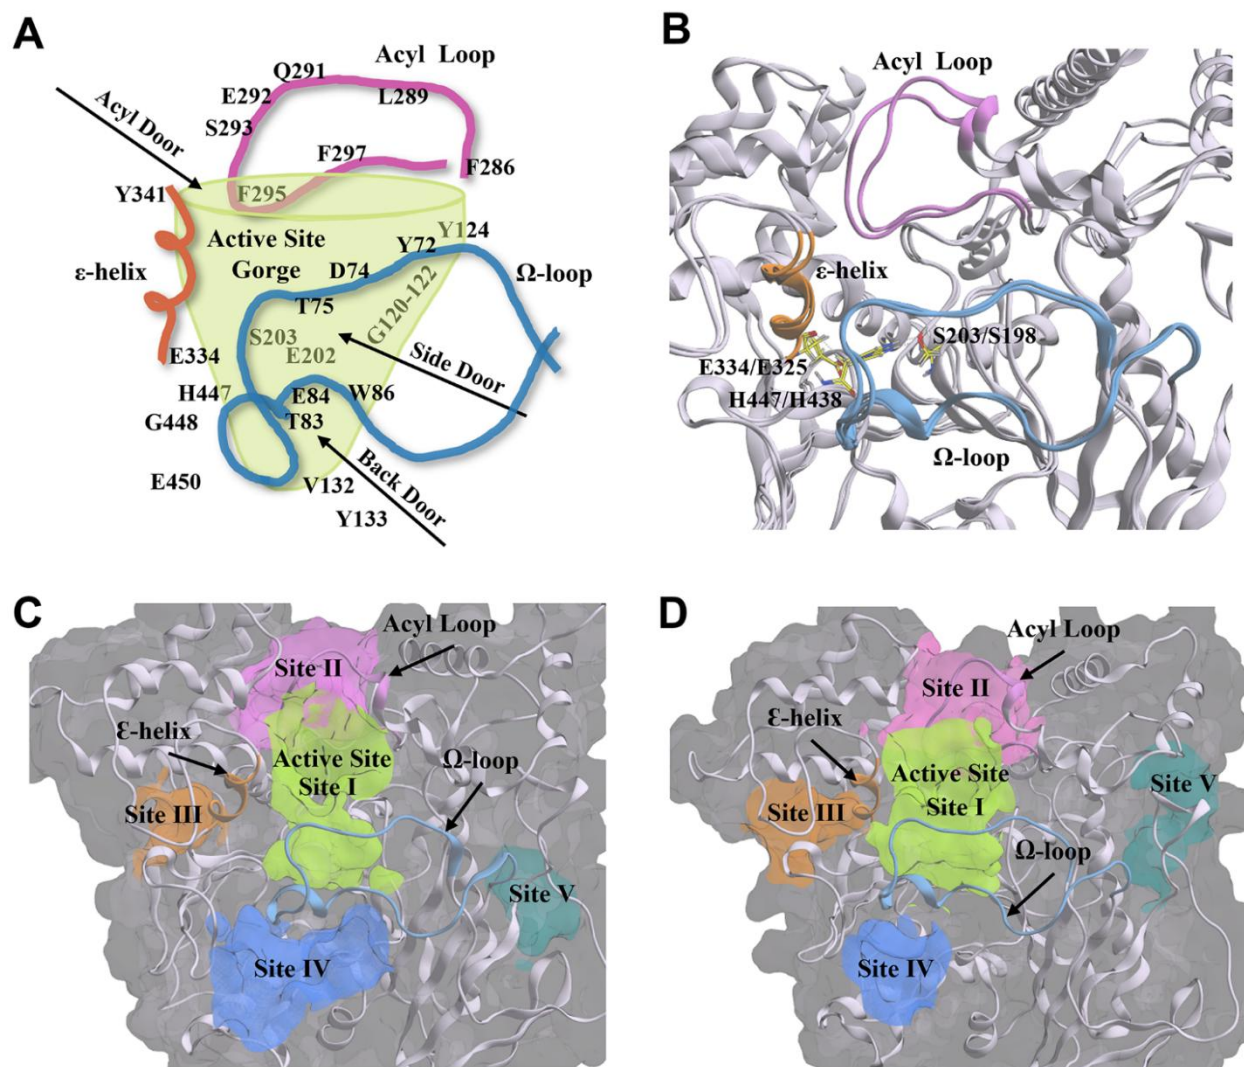 A
Acyl Loop
Q291
E292
L289
S293
Acyl Door
F297
F286
Y341
F295
Y124
Active Site
Gorge
Y72
ε-helix
D74
Ω-loop
T75
G120-122
S203
E202
E334
Side Door
H447
E84
W86
G448
T83
Back Door
E450
V132
Y133
B
Acyl Loop
ε-helix
S203/S198
E334/E325
H447/H438
Ω-loop
C
Acyl Loop
Site II
ε-helix
Active Site
Site I
Ω-loop
Site III
Site V
Site IV
D
Acyl Loop
Site II
ε-helix
Active Site
Site I
Site V
Site III
Ω-loop
Site IV